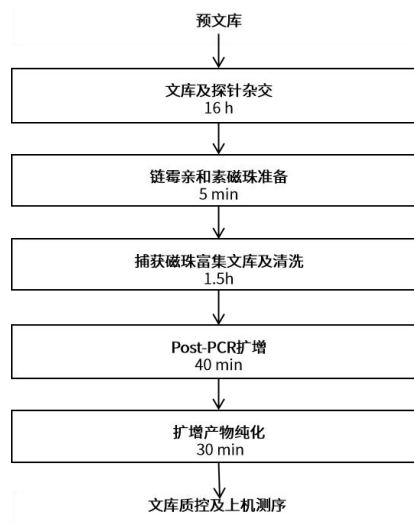 预文库
文库及探针杂交
16 h
链霉亲和素磁珠准备
5 min
捕获磁珠富集文库及清洗
1.5h
Post-PCR扩增
40 min
扩增产物纯化
30 min
文库质控及上机测序